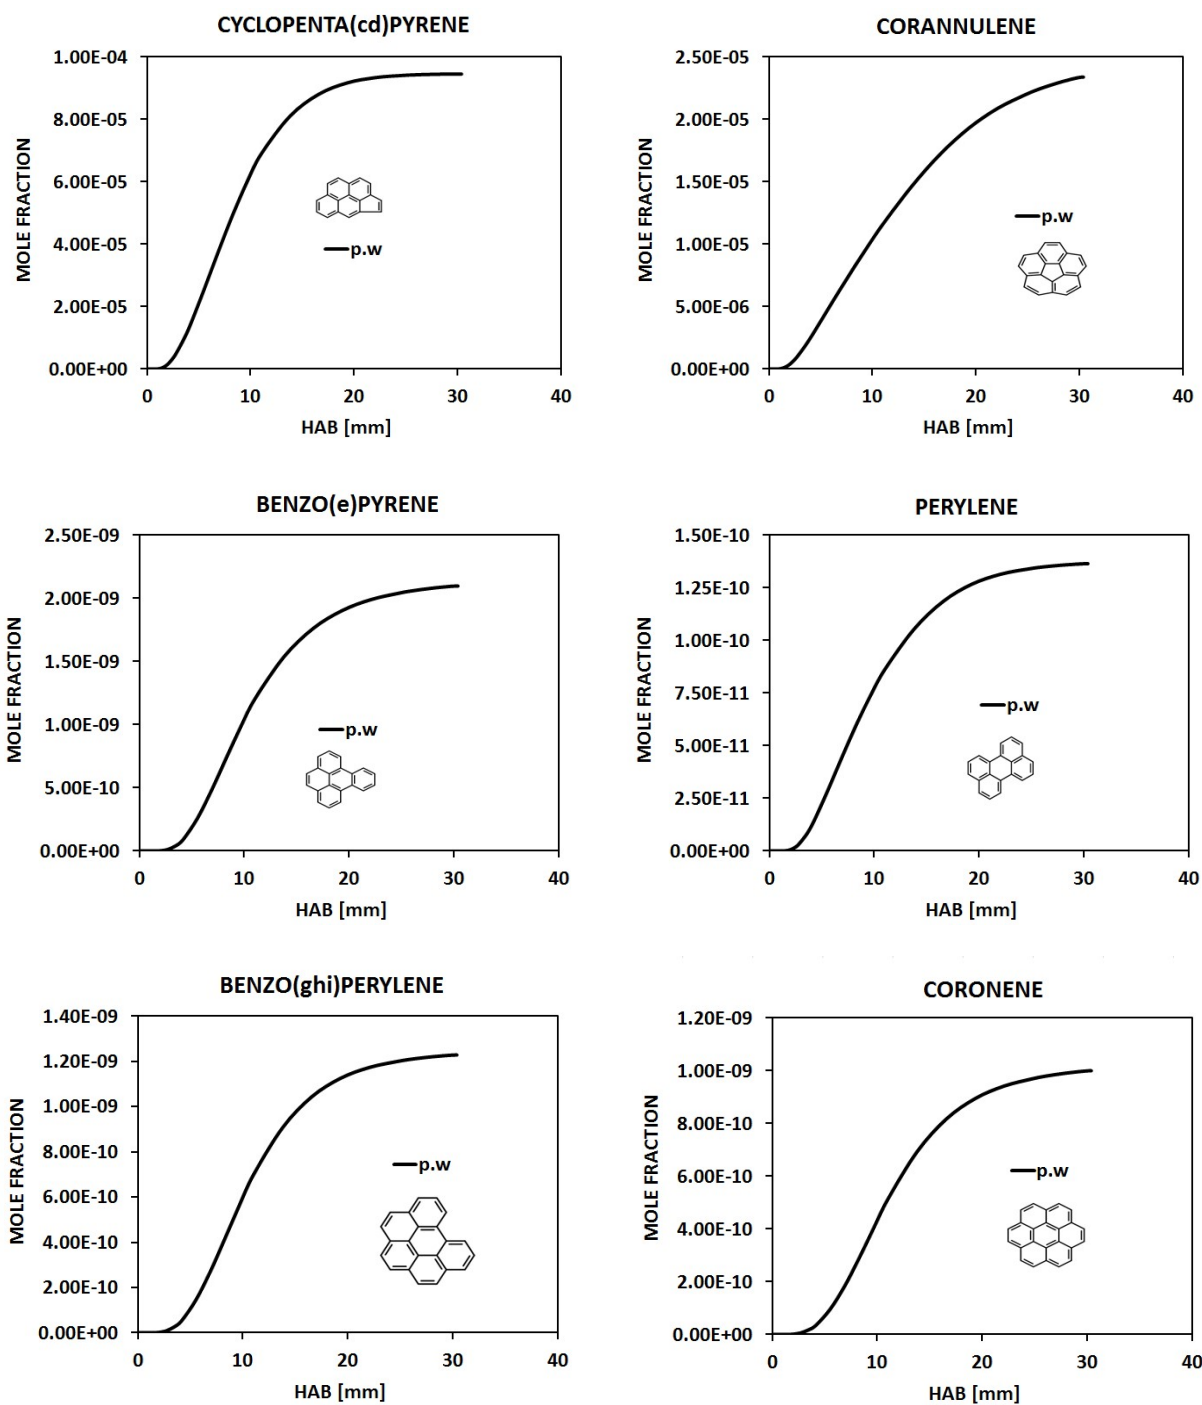 CYCLOPENTA(cd)PYRENE
1.00E-04
8.00E-05
6.00E-05
4.00E-05
2.00E-05
0.00E+00
MOLE FRACTION
p.w
0 10 20 30 40
HAB [mm]
CORANNULENE
2.50E-05
2.00E-05
1.50E-05
1.00E-05
5.00E-06
0.00E+00
MOLE FRACTION
p.w
0 10 20 30 40
HAB [mm]
BENZO(e)PYRENE
2.50E-09
2.00E-09
1.50E-09
1.00E-09
5.00E-10
0.00E+00
MOLE FRACTION
p.w
0 10 20 30 40
HAB [mm]
PERYLENE
1.50E-10
1.25E-10
1.00E-10
7.50E-11
5.00E-11
2.50E-11
0.00E+00
MOLE FRACTION
p.w
0 10 20 30 40
HAB [mm]
BENZO(ghi)PERYLENE
1.40E-09
1.20E-09
1.00E-09
8.00E-10
6.00E-10
4.00E-10
2.00E-10
0.00E+00
MOLE FRACTION
p.w
0 10 20 30 40
HAB [mm]
CORONENE
1.20E-09
1.00E-09
8.00E-10
6.00E-10
4.00E-10
2.00E-10
0.00E+00
MOLE FRACTION
p.w
0 10 20 30 40
HAB [mm]